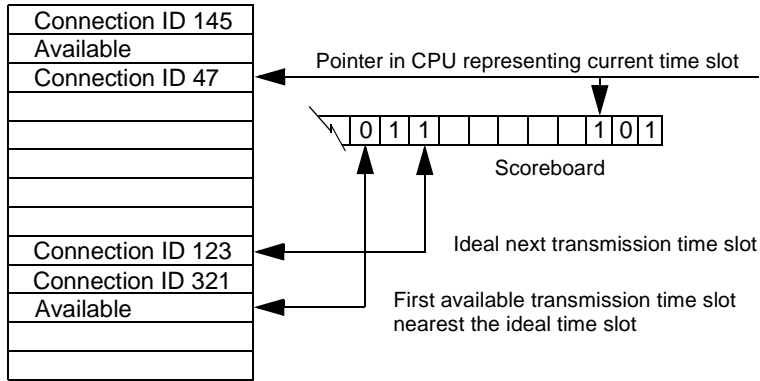 Connection ID 145
Available
Connection ID 47
Pointer in CPU representing current time slot
0 1 1 1 0 1
Scoreboard
Connection ID 123
Ideal next transmission time slot
Connection ID 321
Available
First available transmission time slot
nearest the ideal time slot